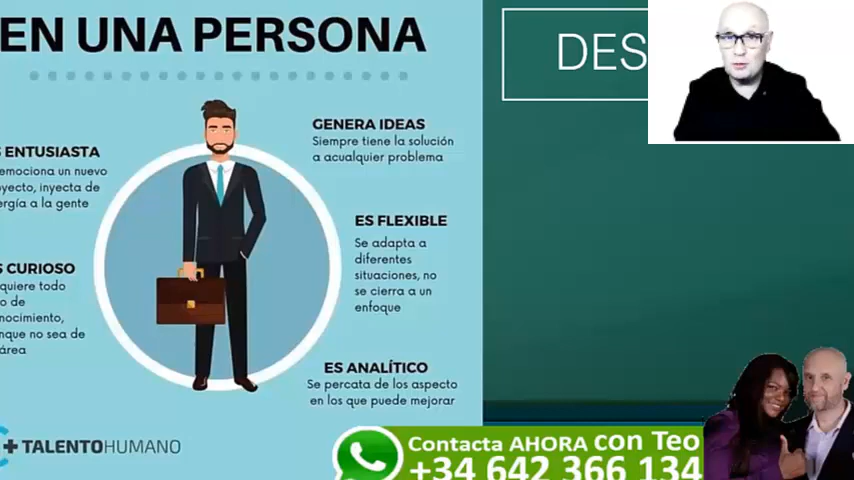 EN UNA PERSONA
DES
GENERA IDEAS
Siempre tiene la solución
a acualquier problema
ENTUSIASTA
emociona un nuevo
yecto, inyecta de
ergía a la gente
ES FLEXIBLE
Se adapta a
diferentes
situaciones, no
se cierra a un
enfoque
CURIOSO
quiere todo
o de
nocimiento,
nque no sea de
área
ES ANALÍTICO
Se percata de los aspecto
en los que puede mejorar
+ TALENTOHUMANO
Contacta AHORA con Teo
+34 642 366 134